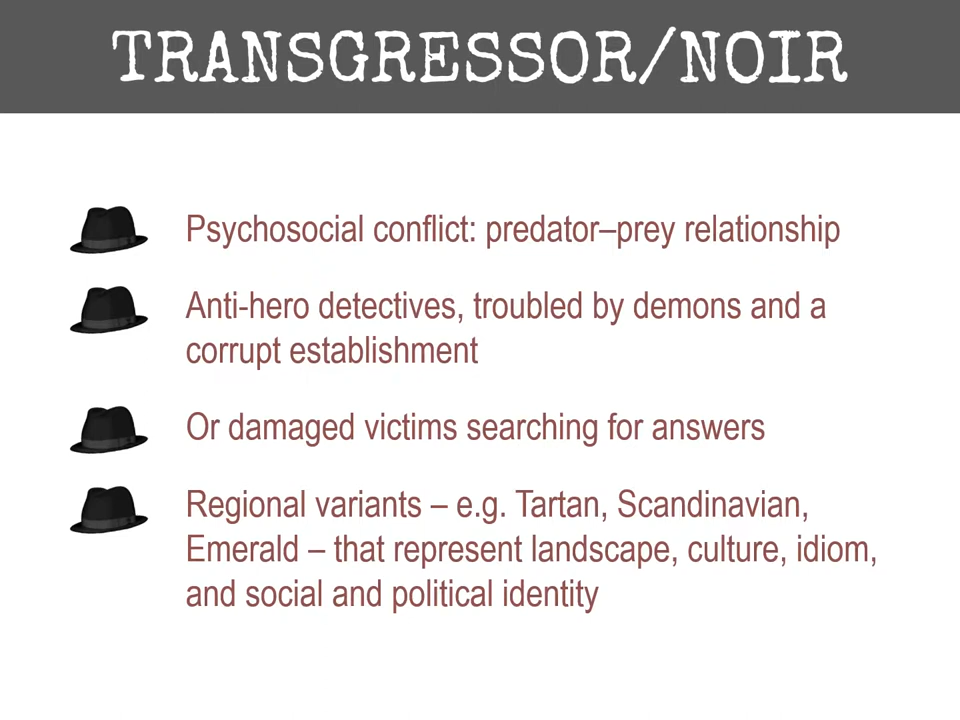 TRANSGRESSOR/NOIR
Psychosocial conflict: predator–prey relationship
Anti-hero detectives, troubled by demons and a
corrupt establishment
Or damaged victims searching for answers
Regional variants – e.g. Tartan, Scandinavian,
Emerald – that represent landscape, culture, idiom,
and social and political identity